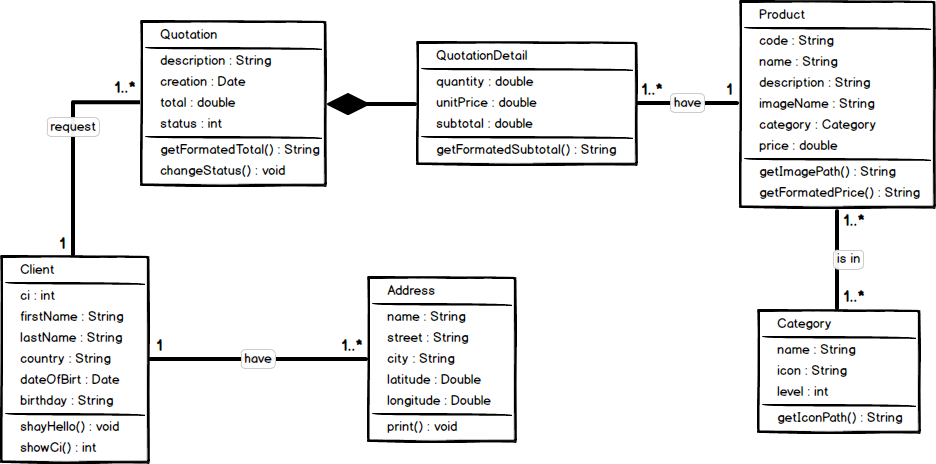 Quotation
description : String
creation : Date
total : double
status : int
getFormatedTotal() : String
changeStatus() : void
QuotationDetail
quantity : double
unitPrice : double
subtotal : double
getFormatedSubtotal() : String
Product
code : String
name : String
description : String
imageName : String
category : Category
price : double
getImagePath() : String
getFormatedPrice() : String
1..*
request
1
1..*
have
1
1..*
is in
1..*
Client
ci : int
firstName : String
lastName : String
country : String
dateOfBirt : Date
birthday : String
shayHello() : void
showCi() : int
1
have
1..*
Address
name : String
street : String
city : String
latitude : Double
longitude : Double
print() : void
Category
name : String
icon : String
level : int
getIconPath() : String